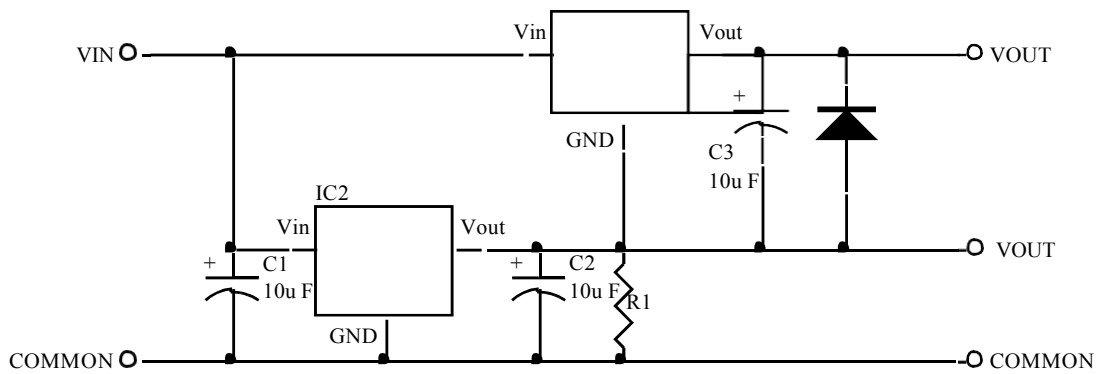 Vin
Vout
VIN
VOUT
+
GND
C3
10u F
IC2
Vin
Vout
VOUT
+
C1
10u F
+
C2
10u F
R1
GND
COMMON
COMMON